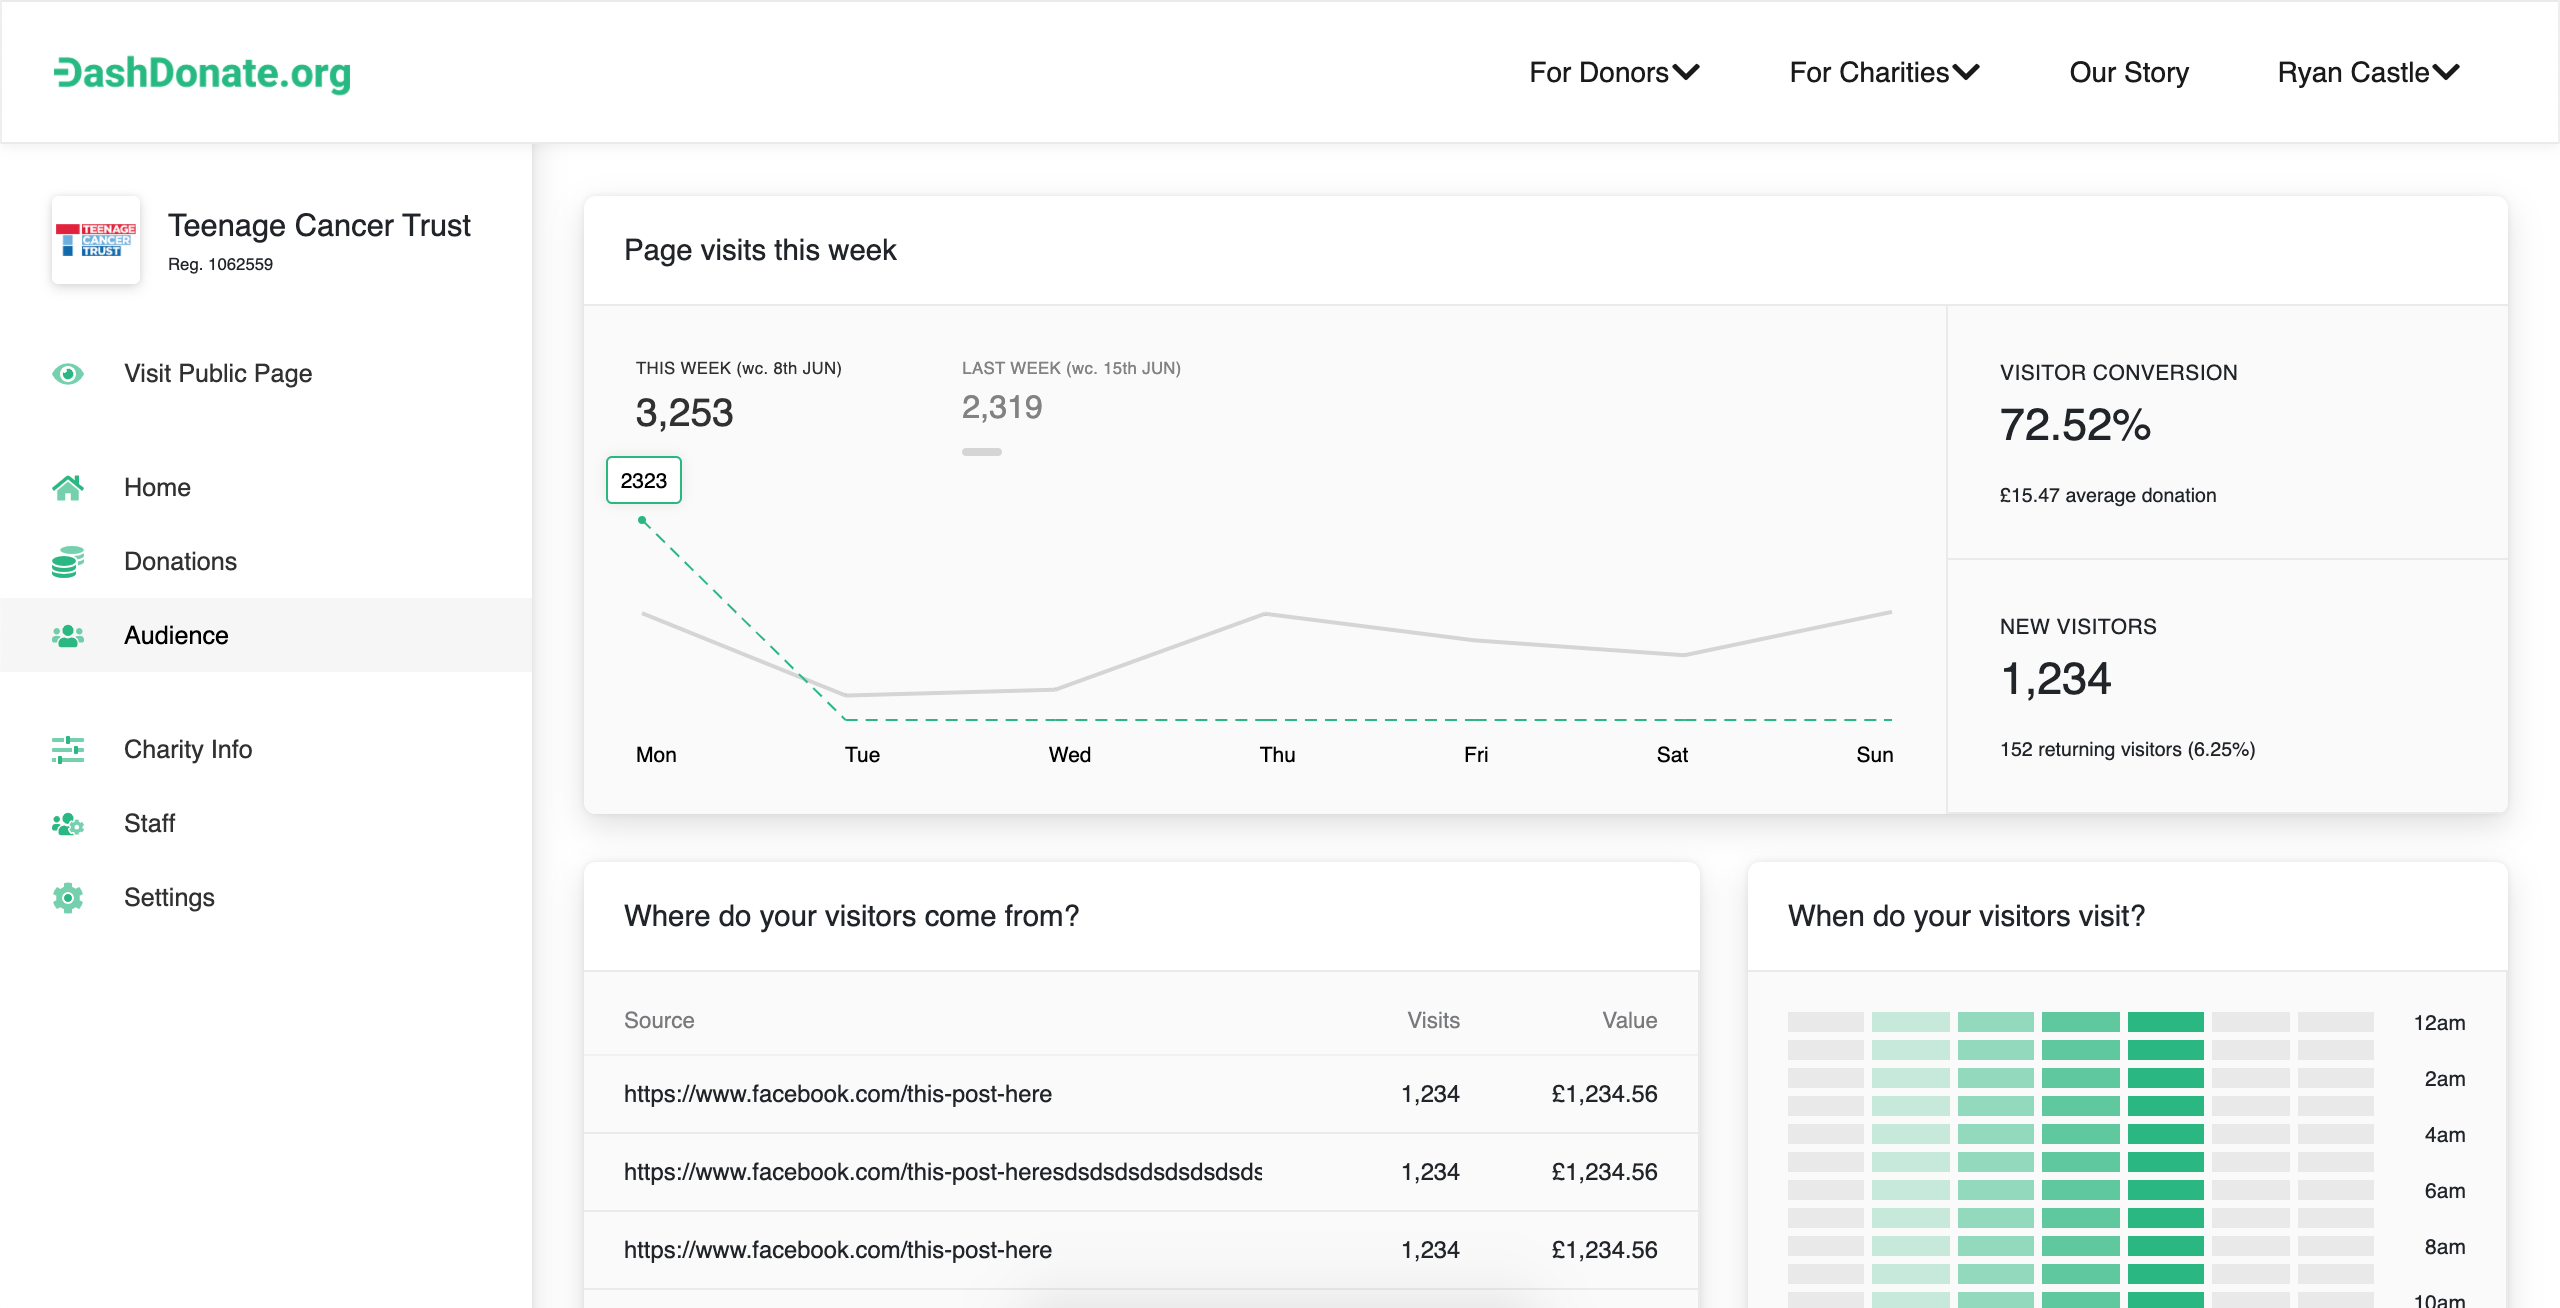 DashDonate.org
For Donors
For Charities
Our Story
Ryan Castle
TEENAGE CANCER TRUST
Teenage Cancer Trust
Reg. 1062559
Visit Public Page
Home
Donations
Audience
Charity Info
Staff
Settings
Page visits this week
THIS WEEK (wc. 8th JUN)
3,253
LAST WEEK (wc. 15th JUN)
2,319
2323
Mon Tue Wed Thu Fri Sat Sun
VISITOR CONVERSION
72.52%
£15.47 average donation
NEW VISITORS
1,234
152 returning visitors (6.25%)
Where do your visitors come from?
Source Visits Value
https://www.facebook.com/this-post-here 1,234 £1,234.56
https://www.facebook.com/this-post-heresdsdsdsdsdsdsdsds 1,234 £1,234.56
https://www.facebook.com/this-post-here 1,234 £1,234.56
When do your visitors visit?
12am
2am
4am
6am
8am
10am